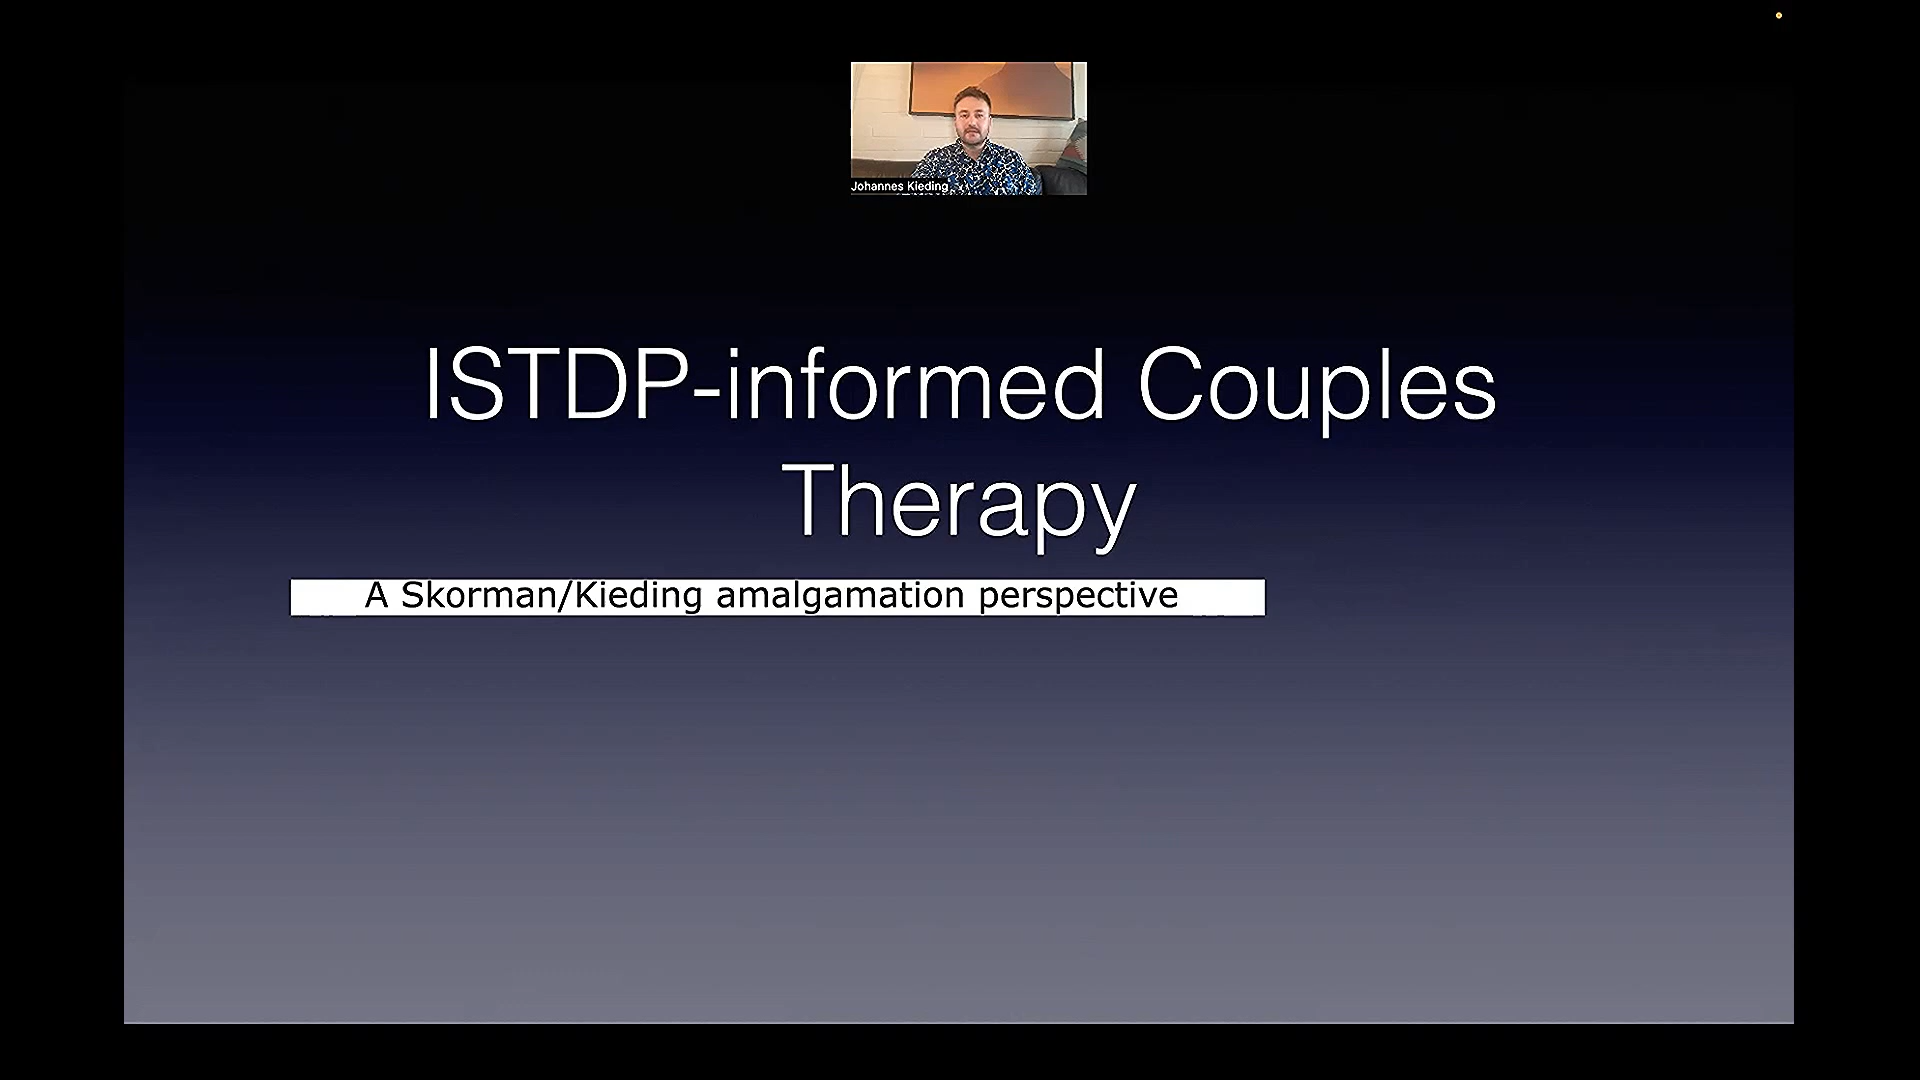 Johannes Kieding
ISTDP-informed Couples
Therapy
A Skorman/Kieding amalgamation perspective